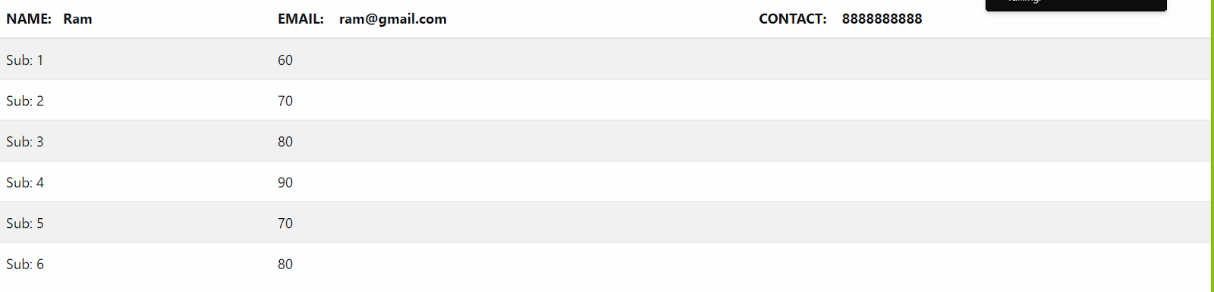 NAME: Ram EMAIL: ram@gmail.com CONTACT: 8888888888
Sub: 1 60
Sub: 2 70
Sub: 3 80
Sub: 4 90
Sub: 5 70
Sub: 6 80